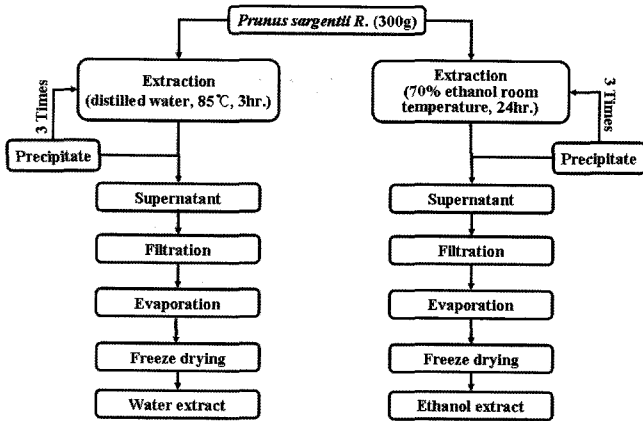 Prunus sargentii R. (300g)
Extraction
(distilled water, 85℃, 3hr.)
3 Times
Precipitate
Supernatant
Filtration
Evaporation
Freeze drying
Water extract
Extraction
(70% ethanol room
temperature, 24hr.)
3 Times
Precipitate
Supernatant
Filtration
Evaporation
Freeze drying
Ethanol extract